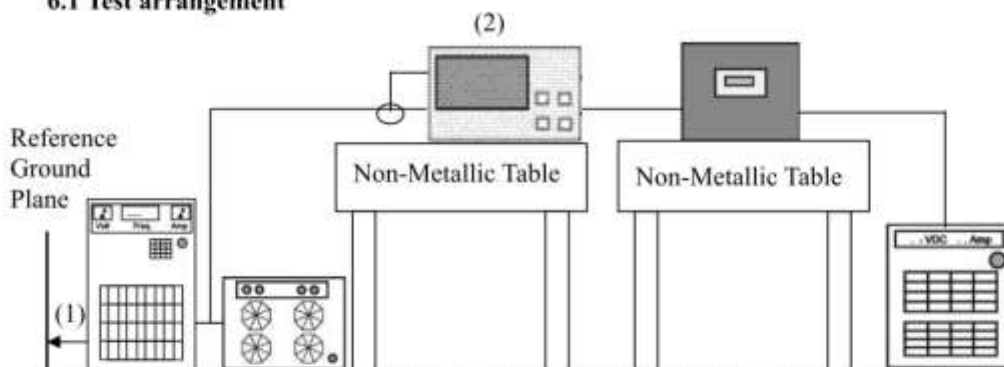 6.1 Test arrangement
(2)
Reference
Ground
Plane
Non-Metallic Table
Non-Metallic Table
Volt Freq. Amp
. . VDC . . Amp
(1)